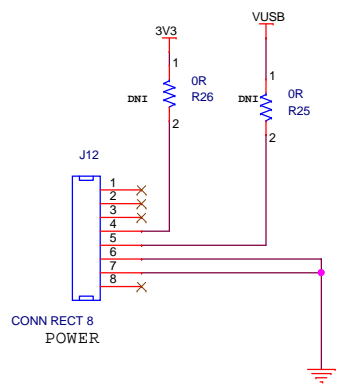 VUSB
3V3
1
1
0R
DNI
R26
0R
DNI
R25
2
2
J12
1
2
3
4
5
6
7
8
CONN RECT 8
POWER